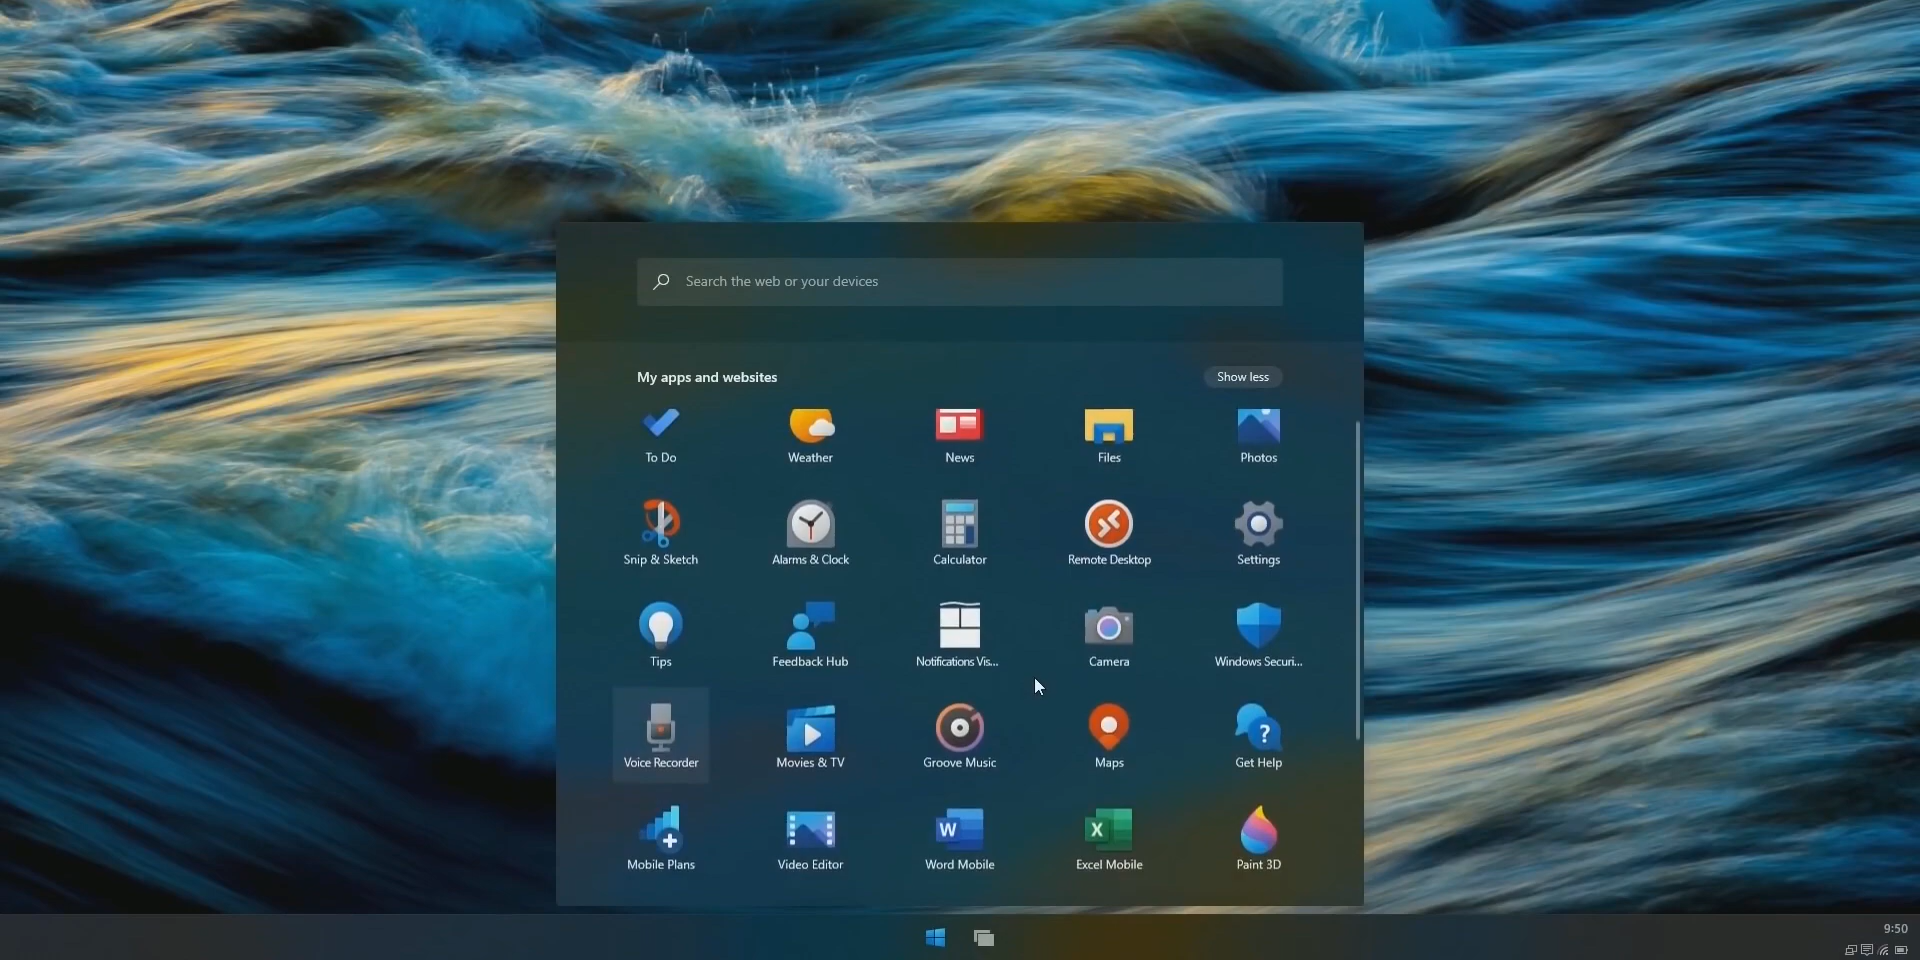 Search the web or your devices
My apps and websites
Show less
To Do
Weather
News
Files
Photos
Snip & Sketch
Alarms & Clock
Calculator
Remote Desktop
Settings
Tips
Feedback Hub
Notifications Vis...
Camera
Windows Securi...
Voice Recorder
Movies & TV
Groove Music
Maps
Get Help
Mobile Plans
Video Editor
Word Mobile
Excel Mobile
Paint 3D
9:50